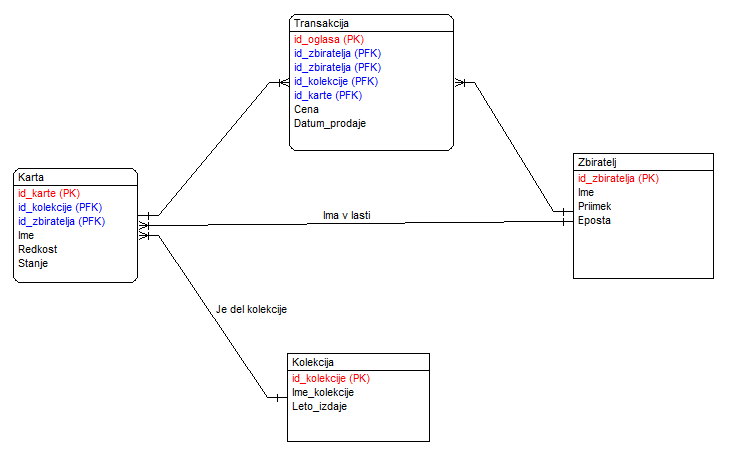 Transakcija
id_oglasa (PK)
id_zbiratelja (PFK)
id_zbiratelja (PFK)
id_kolekcije (PFK)
id_karte (PFK)
Cena
Datum_prodaje
Karta
id_karte (PK)
id_kolekcije (PFK)
id_zbiratelja (PFK)
Ime
Redkost
Stanje
Ima v lasti
Zbiratelj
id_zbiratelja (PK)
Ime
Priimek
Eposta
Je del kolekcije
Kolekcija
id_kolekcije (PK)
Ime_kolekcije
Leto_izdaje